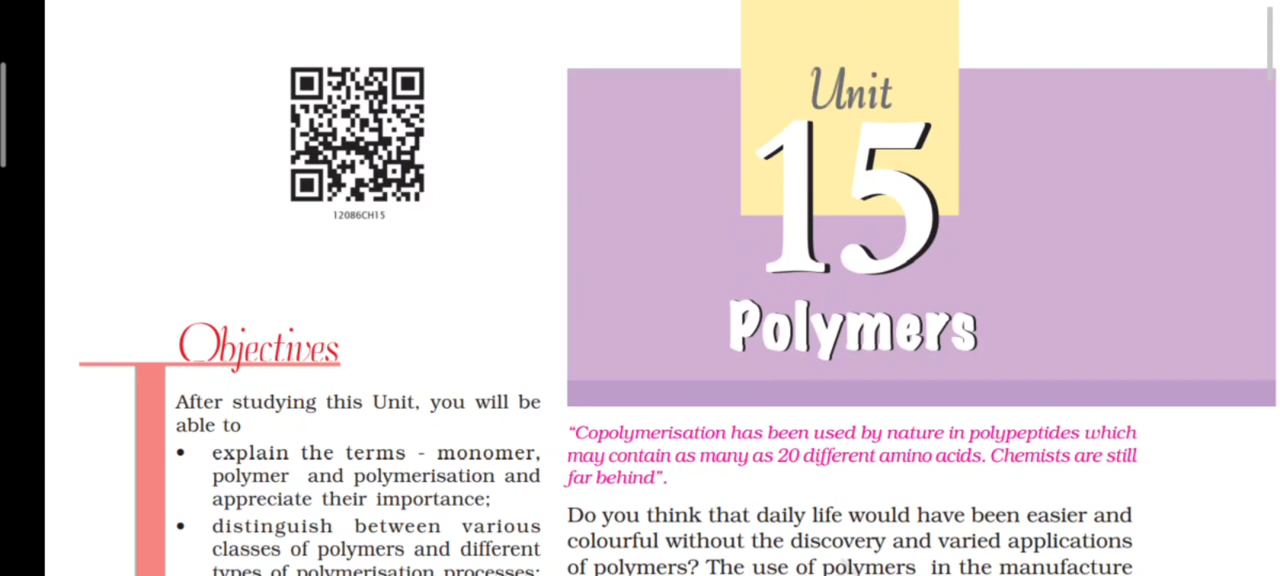 12086CH15
Unit
15
Polymers
Objectives
After studying this Unit, you will be
able to
• explain the terms - monomer,
polymer and polymerisation and
appreciate their importance;
• distinguish between various
classes of polymers and different
types of polymerisation processes;
“Copolymerisation has been used by nature in polypeptides which
may contain as many as 20 different amino acids. Chemists are still
far behind”.
Do you think that daily life would have been easier and
colourful without the discovery and varied applications
of polymers? The use of polymers in the manufacture